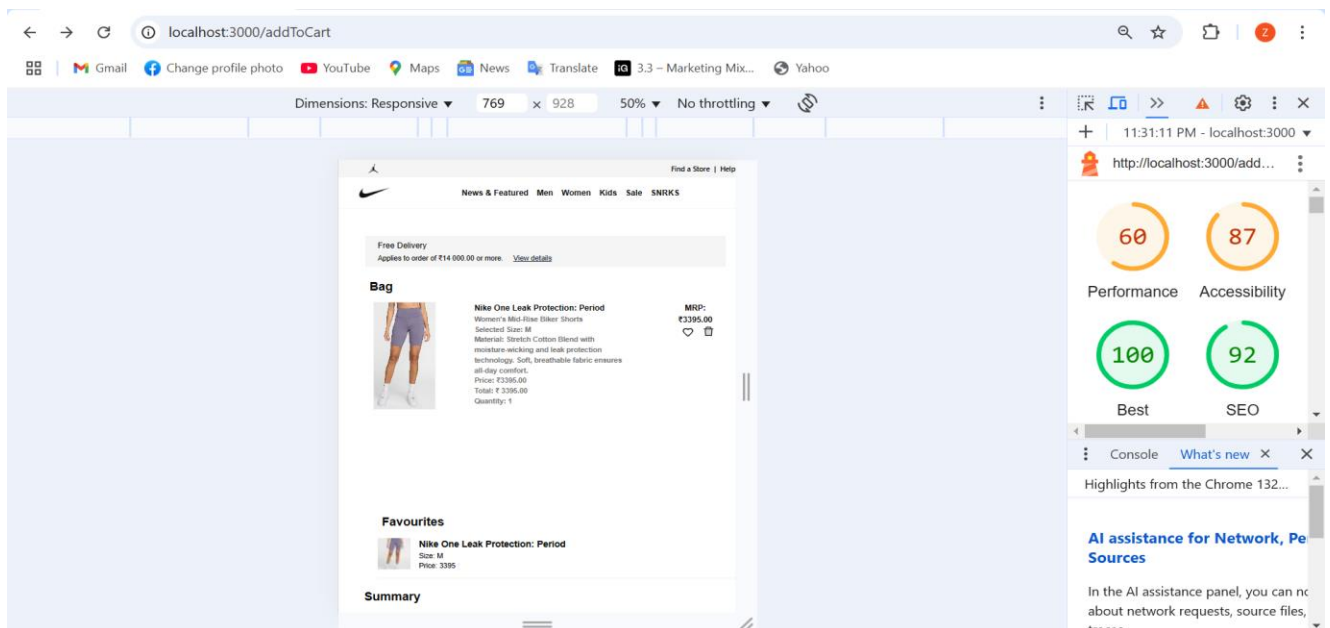 localhost:3000/addToCart
Z
Gmail Change profile photo YouTube Maps News Translate iG 3.3 – Marketing Mix... Yahoo
Dimensions: Responsive 769 x 928 50% No throttling
11:31:11 PM - localhost:3000
http://localhost:3000/add...
Find a Store | Help
News & Featured Men Women Kids Sale SNRKS
Free Delivery
Applies to order of ₹14 000.00 or more. View details
Bag
Nike One Leak Protection: Period
Women's Mid-Rise Biker Shorts
Selected Size: M
Material: Stretch Cotton Blend with
moisture-wicking and leak protection
technology. Soft, breathable fabric ensures
all-day comfort.
Price: ₹3395.00
Total: ₹ 3395.00
Quantity: 1
MRP:
₹3395.00
Favourites
Nike One Leak Protection: Period
Size: M
Price: 3395
Summary
60 87
Performance Accessibility
100 92
Best SEO
Console What's new
Highlights from the Chrome 132...
AI assistance for Network, Pe
Sources
In the AI assistance panel, you can no
about network requests, source files,